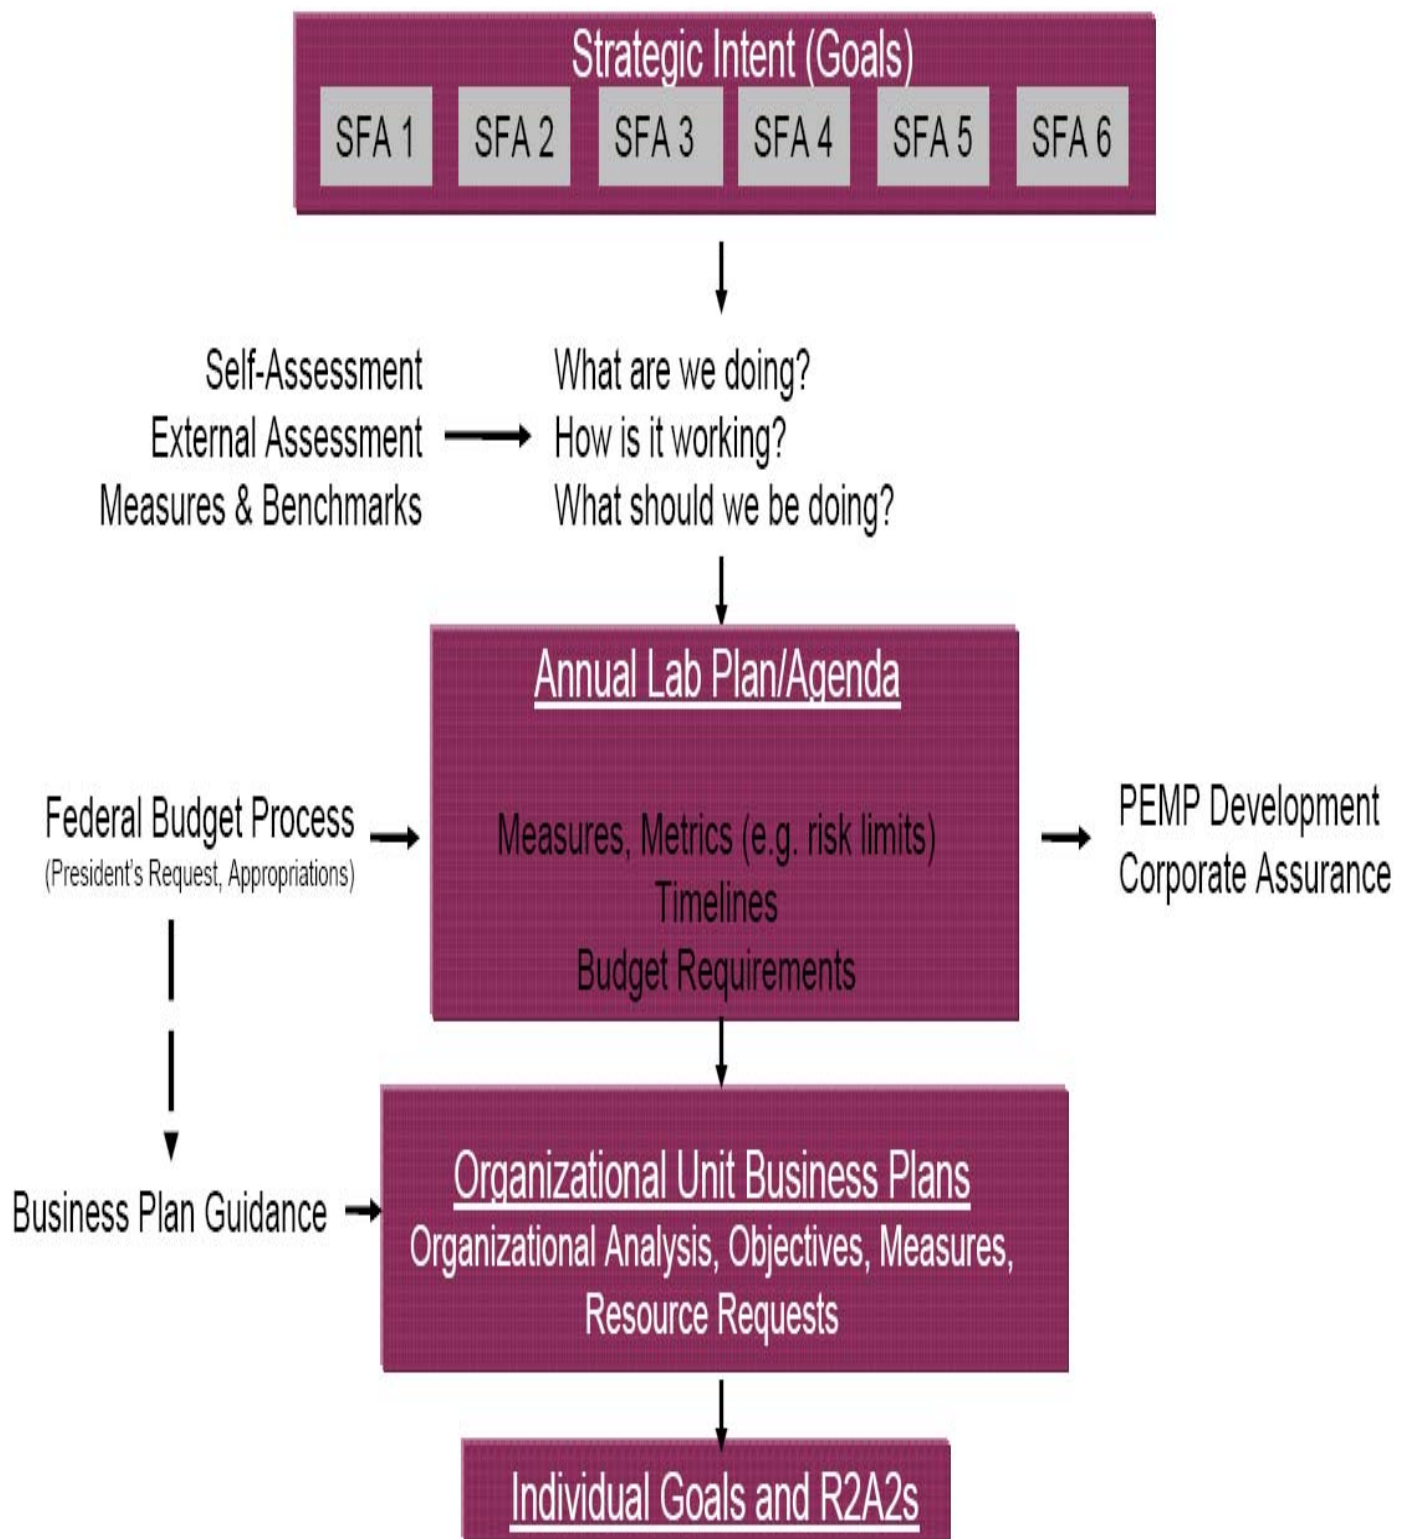 Strategic Intent (Goals)
SFA 1 SFA 2 SFA 3 SFA 4 SFA 5 SFA 6
Self-Assessment
External Assessment
Measures & Benchmarks
What are we doing?
How is it working?
What should we be doing?
Annual Lab Plan/Agenda
Measures, Metrics (e.g. risk limits)
Timelines
Budget Requirements
Federal Budget Process
(President's Request, Appropriations)
PEMP Development
Corporate Assurance
Business Plan Guidance
Organizational Unit Business Plans
Organizational Analysis, Objectives, Measures,
Resource Requests
Individual Goals and R2A2s